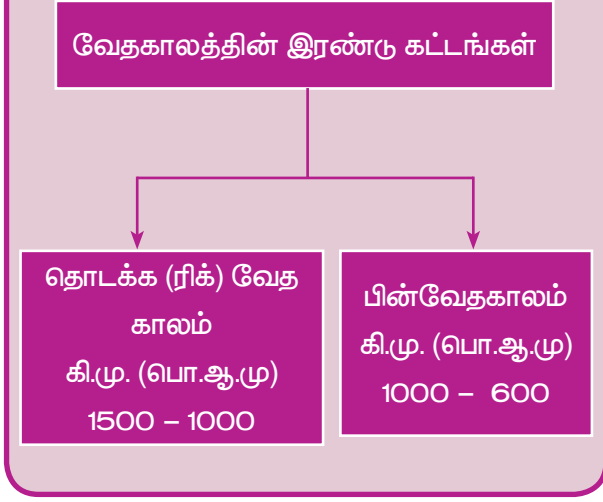 வேதகாலத்தின் இரண்டு கட்டங்கள்
தொடக்க (ரிக்) வேத
காலம்
கி.மு. (பொ.ஆ.மு)
1500 – 1000
பின்வேதகாலம்
கி.மு. (பொ.ஆ.மு)
1000 – 600